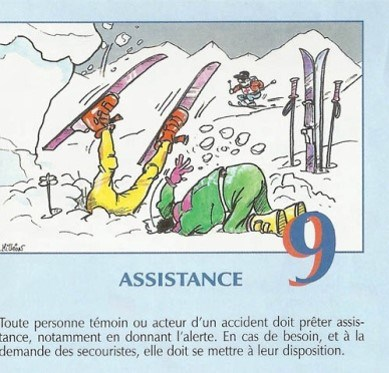 9
ASSISTANCE
Toute personne témoin ou acteur d'un accident doit prêter assis-
tance, notamment en donnant l'alerte. En cas de besoin, et à la
demande des secouristes, elle doit se mettre à leur disposition.